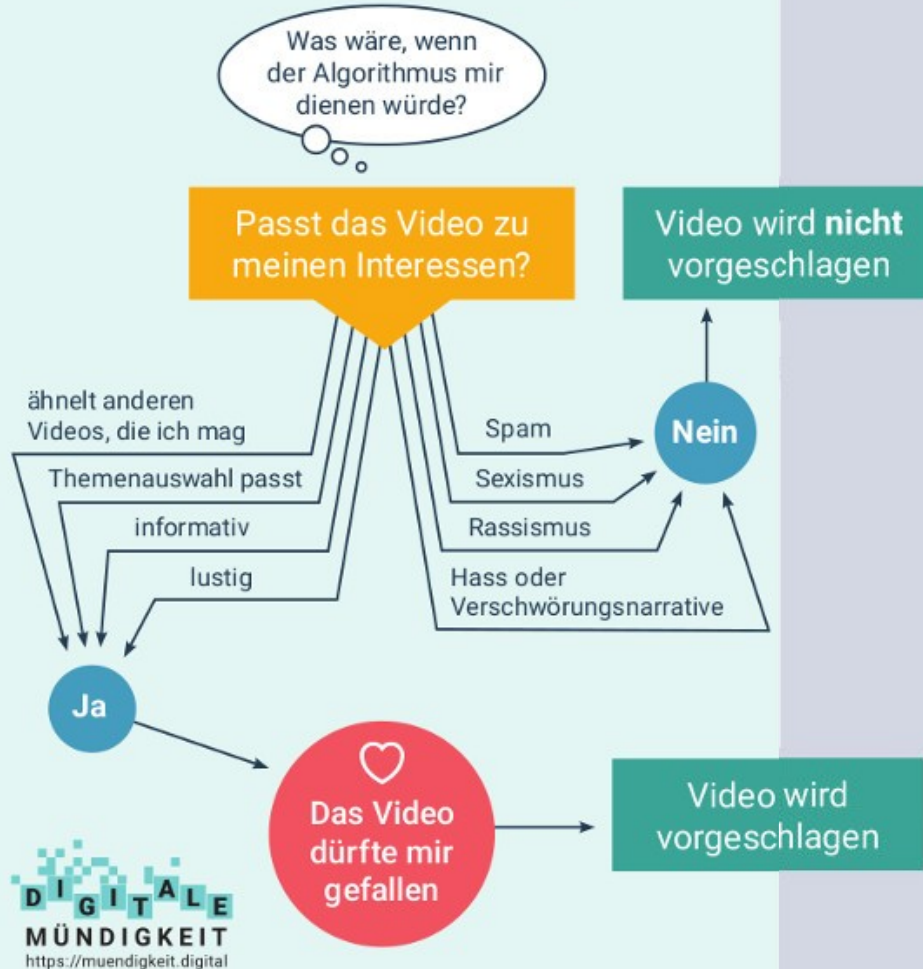 Was wäre, wenn
der Algorithmus mir
dienen würde?
Passt das Video zu
meinen Interessen?
Video wird nicht
vorgeschlagen
ähnelt anderen
Videos, die ich mag
Themenauswahl passt
informativ
lustig
Spam
Sexismus
Rassismus
Hass oder
Verschwörungsnarrative
Nein
Ja
Das Video
dürfte mir
gefallen
Video wird
vorgeschlagen
DIGITALE
MÜNDIGKEIT
https://muendigkeit.digital